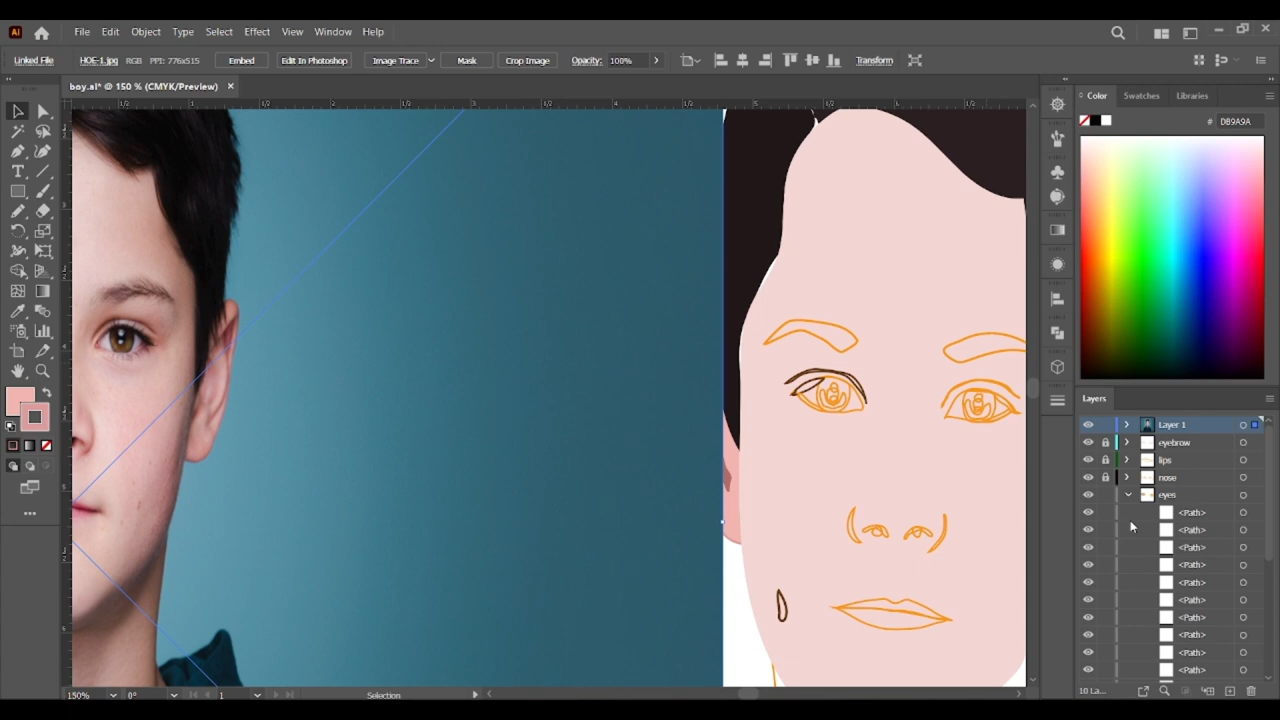 Ai File Edit Object Type Select Effect View Window Help
Linked File HOE-1.jpg RGB PPI: 776x515 Embed Edit In Photoshop Image Trace Mask Crop Image Opacity: 100% Transform
boy.ai* @ 150 % (CMYK/Preview) ×
Color Swatches Libraries
# DB9A9A
Layers
Layer 1
eyebrow
lips
nose
eyes
<Path>
<Path>
<Path>
<Path>
<Path>
<Path>
<Path>
<Path>
<Path>
<Path>
150% 0° 1 Selection
10 La...